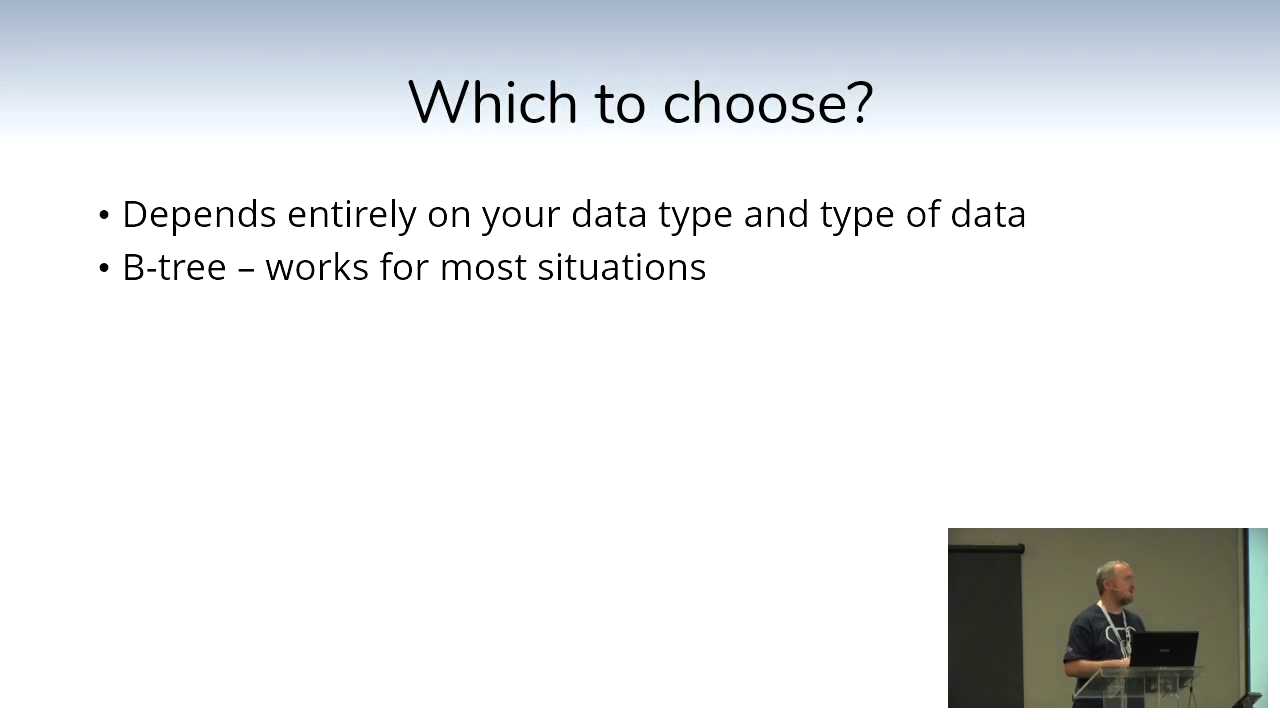 Which to choose?
• Depends entirely on your data type and type of data
• B-tree – works for most situations